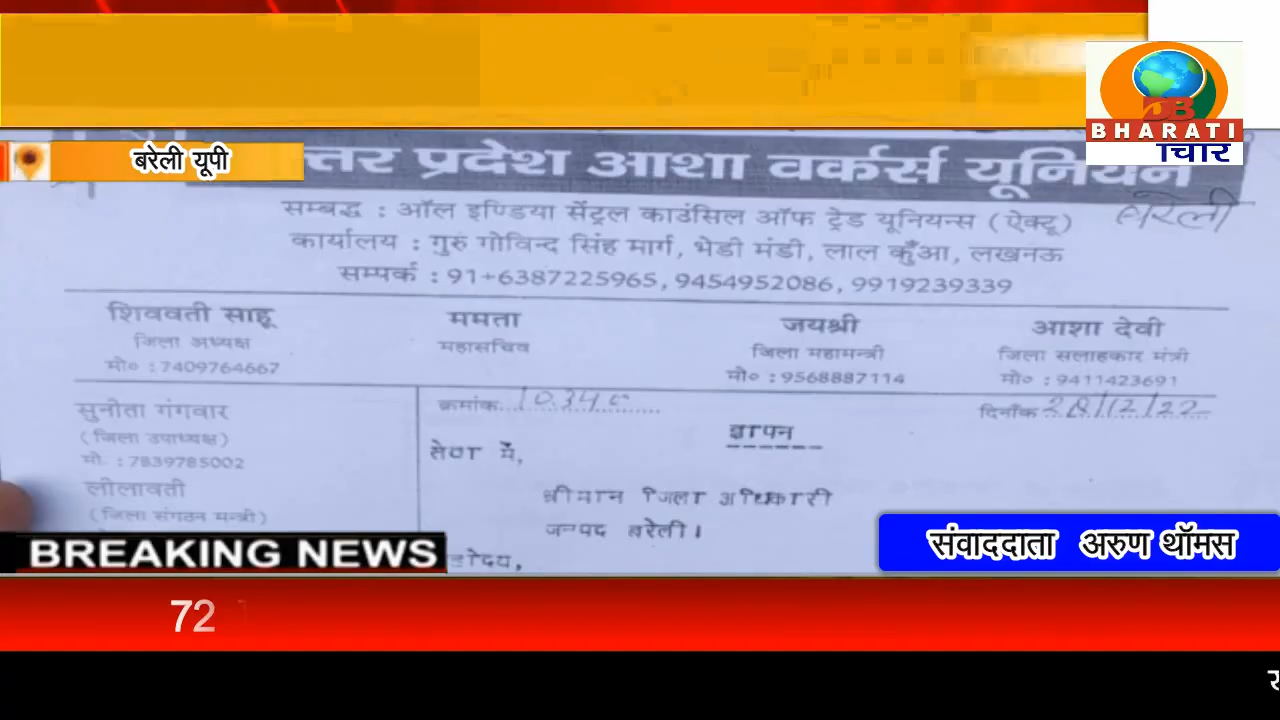 DB
BHARATI
चार
बरेली यूपी
त्तर प्रदेश आशा वर्कर्स यूनियन
बरेली
सम्बद्ध : ऑल इण्डिया सेंट्रल काउंसिल ऑफ ट्रेड यूनियन्स (ऐक्टू)
कार्यालय : गुरु गोविन्द सिंह मार्ग, भेडी मंडी, लाल कुँआ, लखनऊ
सम्पर्क : 91+6387225965, 9454952086, 9919239339
शिववती साहू
जिला अध्यक्ष
मो० : 7409764667
ममता
महासचिव
जयश्री
जिला महामन्त्री
मो० : 9568887114
आशा देवी
जिला सलाहकार मंत्री
मो० : 9411423691
सुनीता गंगवार
(जिला उपाध्यक्ष)
मो. : 7839785002
लीलावती
(जिला संगठन मन्त्री)
क्रमांक
दिनाँक 28/12/22
ज्ञापन
सेवा में,
श्रीमान जिला अधिकारी
जनपद बरेली।
होदय,
BREAKING NEWS
संवाददाता अरुण थॉमस
72